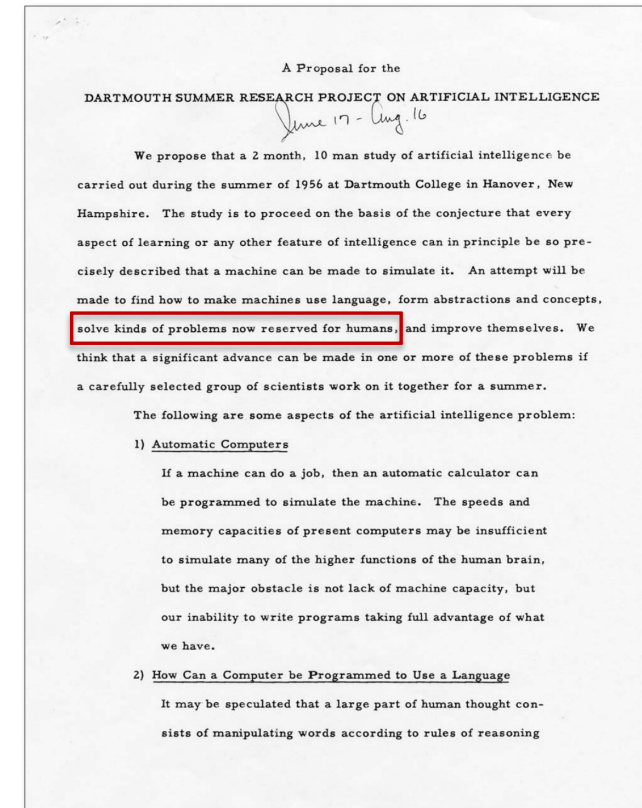 A Proposal for the
DARTMOUTH SUMMER RESEARCH PROJECT ON ARTIFICIAL INTELLIGENCE
June 17 - Aug. 16
We propose that a 2 month, 10 man study of artificial intelligence be
carried out during the summer of 1956 at Dartmouth College in Hanover, New
Hampshire. The study is to proceed on the basis of the conjecture that every
aspect of learning or any other feature of intelligence can in principle be so pre-
cisely described that a machine can be made to simulate it. An attempt will be
made to find how to make machines use language, form abstractions and concepts,
solve kinds of problems now reserved for humans, and improve themselves. We
think that a significant advance can be made in one or more of these problems if
a carefully selected group of scientists work on it together for a summer.
The following are some aspects of the artificial intelligence problem:
1) Automatic Computers
If a machine can do a job, then an automatic calculator can
be programmed to simulate the machine. The speeds and
memory capacities of present computers may be insufficient
to simulate many of the higher functions of the human brain,
but the major obstacle is not lack of machine capacity, but
our inability to write programs taking full advantage of what
we have.
2) How Can a Computer be Programmed to Use a Language
It may be speculated that a large part of human thought con-
sists of manipulating words according to rules of reasoning